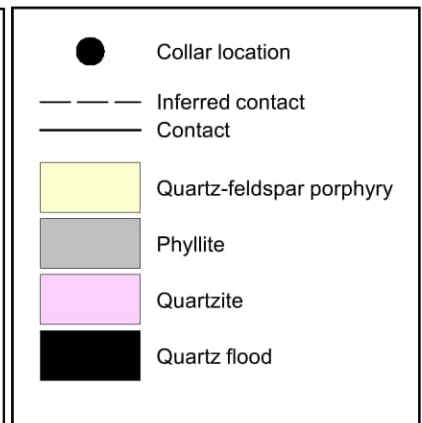 Collar location
Inferred contact
Contact
Quartz-feldspar porphyry
Phyllite
Quartzite
Quartz flood